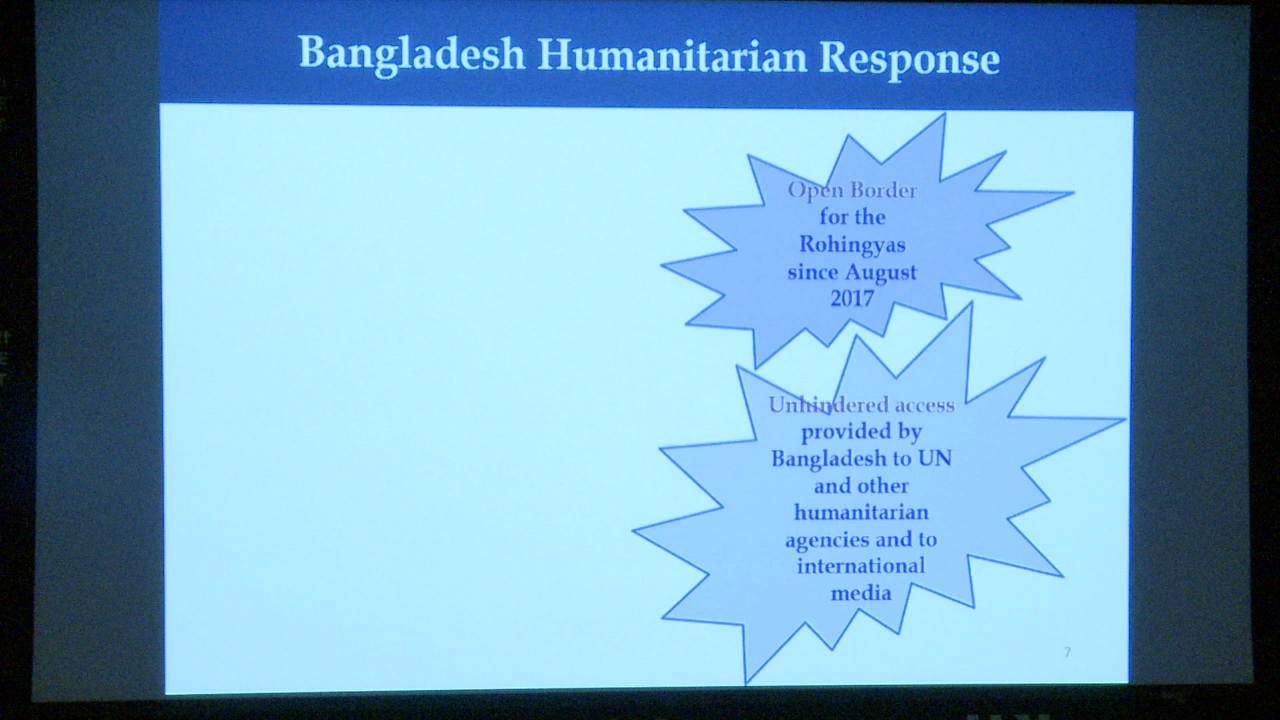 Bangladesh Humanitarian Response
Open Border
for the
Rohingyas
since August
2017
Unhindered access
provided by
Bangladesh to UN
and other
humanitarian
agencies and to
international
media
7